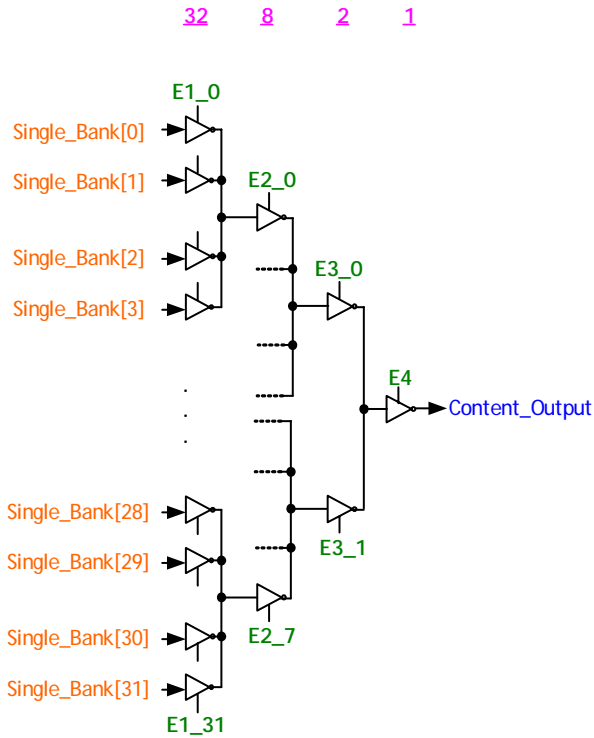 32 8 2 1
E1_0
Single_Bank[0]
Single_Bank[1]
E2_0
Single_Bank[2]
E3_0
Single_Bank[3]
E4
Content_Output
Single_Bank[28]
E3_1
Single_Bank[29]
Single_Bank[30]
E2_7
Single_Bank[31]
E1_31